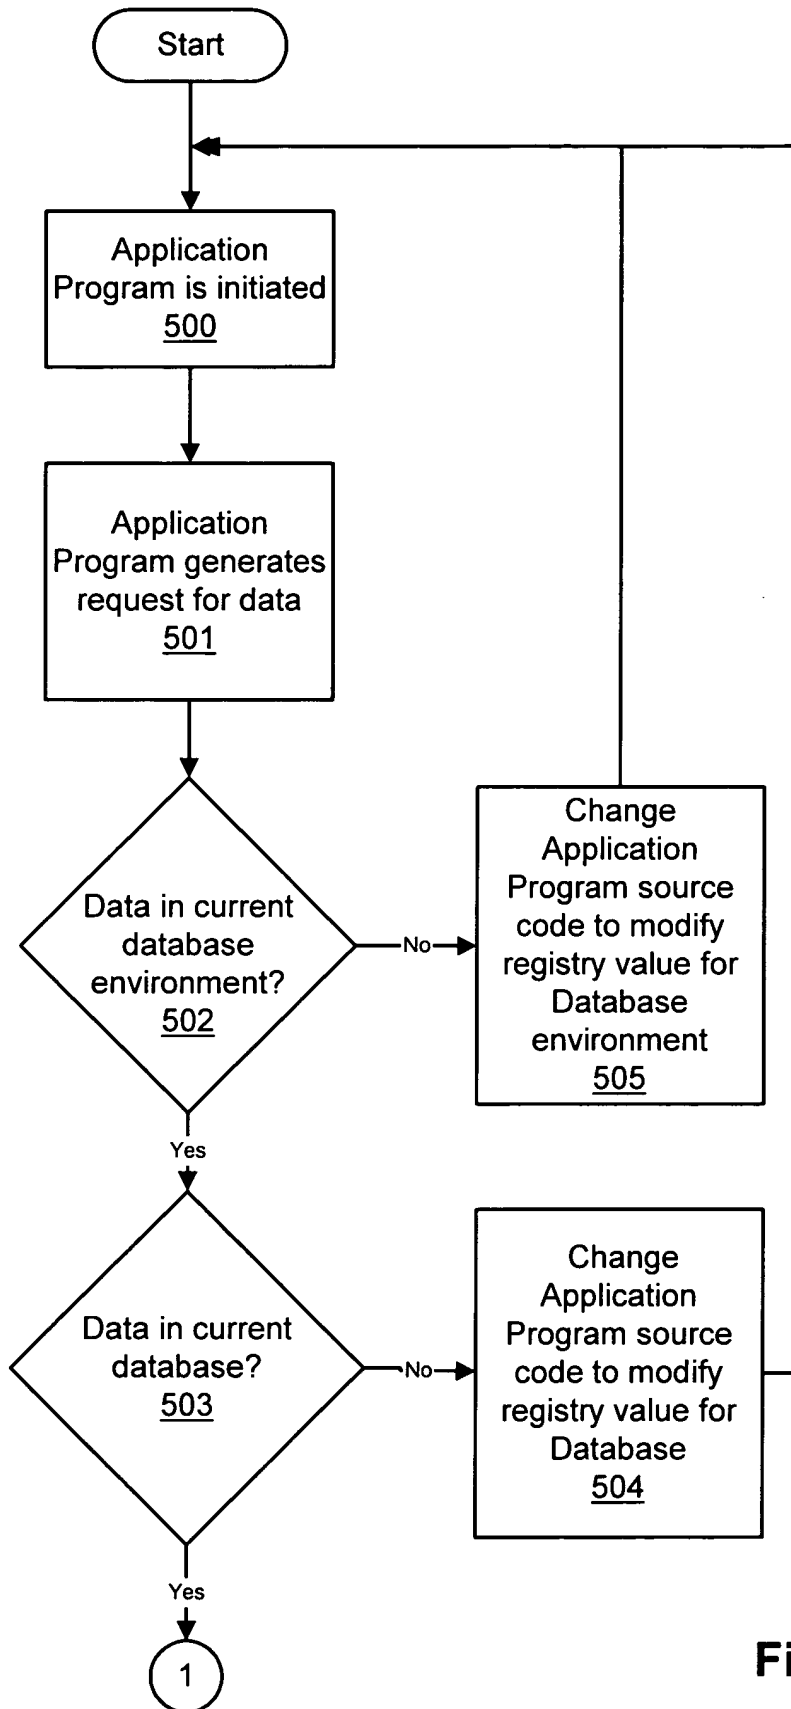 Start
Application
Program is initiated
500
Application
Program generates
request for data
501
Data in current
database
environment?
502
No
Change
Application
Program source
code to modify
registry value for
Database
environment
505
Yes
Data in current
database?
503
No
Change
Application
Program source
code to modify
registry value for
Database
504
Yes
1
Fi